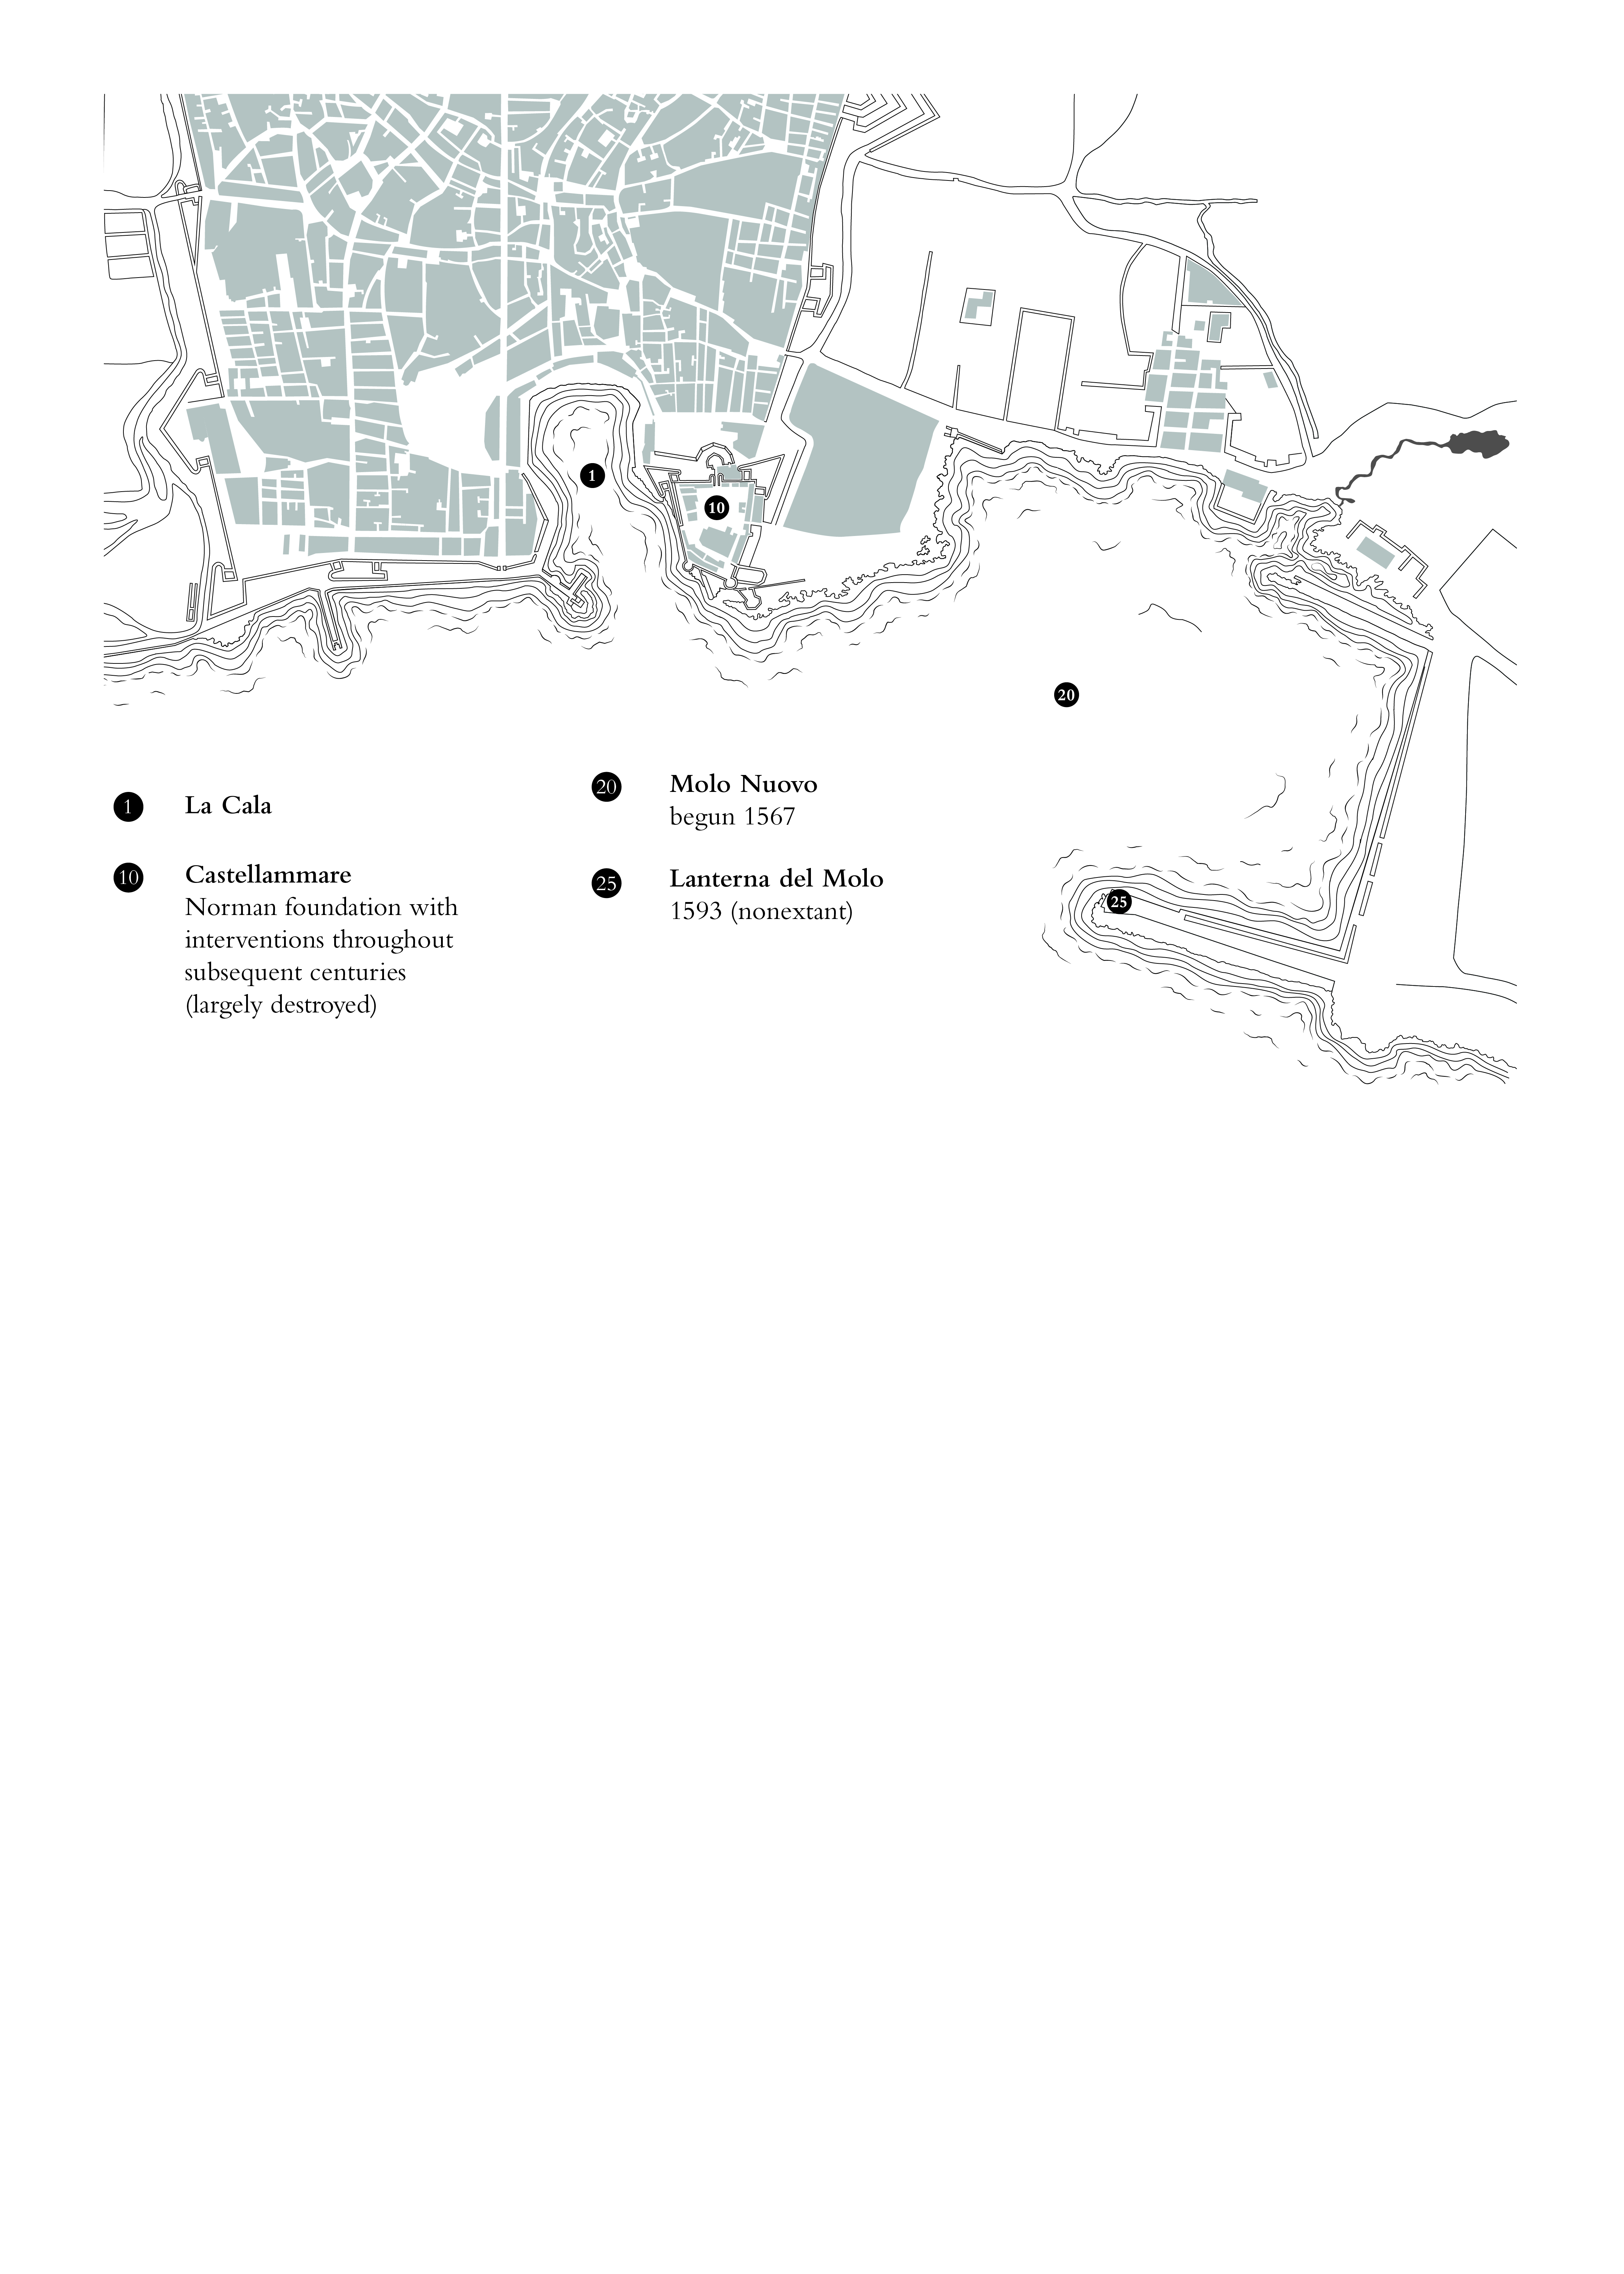 1
10
20
25
1 La Cala
10 Castellammare
Norman foundation with
interventions throughout
subsequent centuries
(largely destroyed)
20 Molo Nuovo
begun 1567
25 Lanterna del Molo
1593 (nonextant)